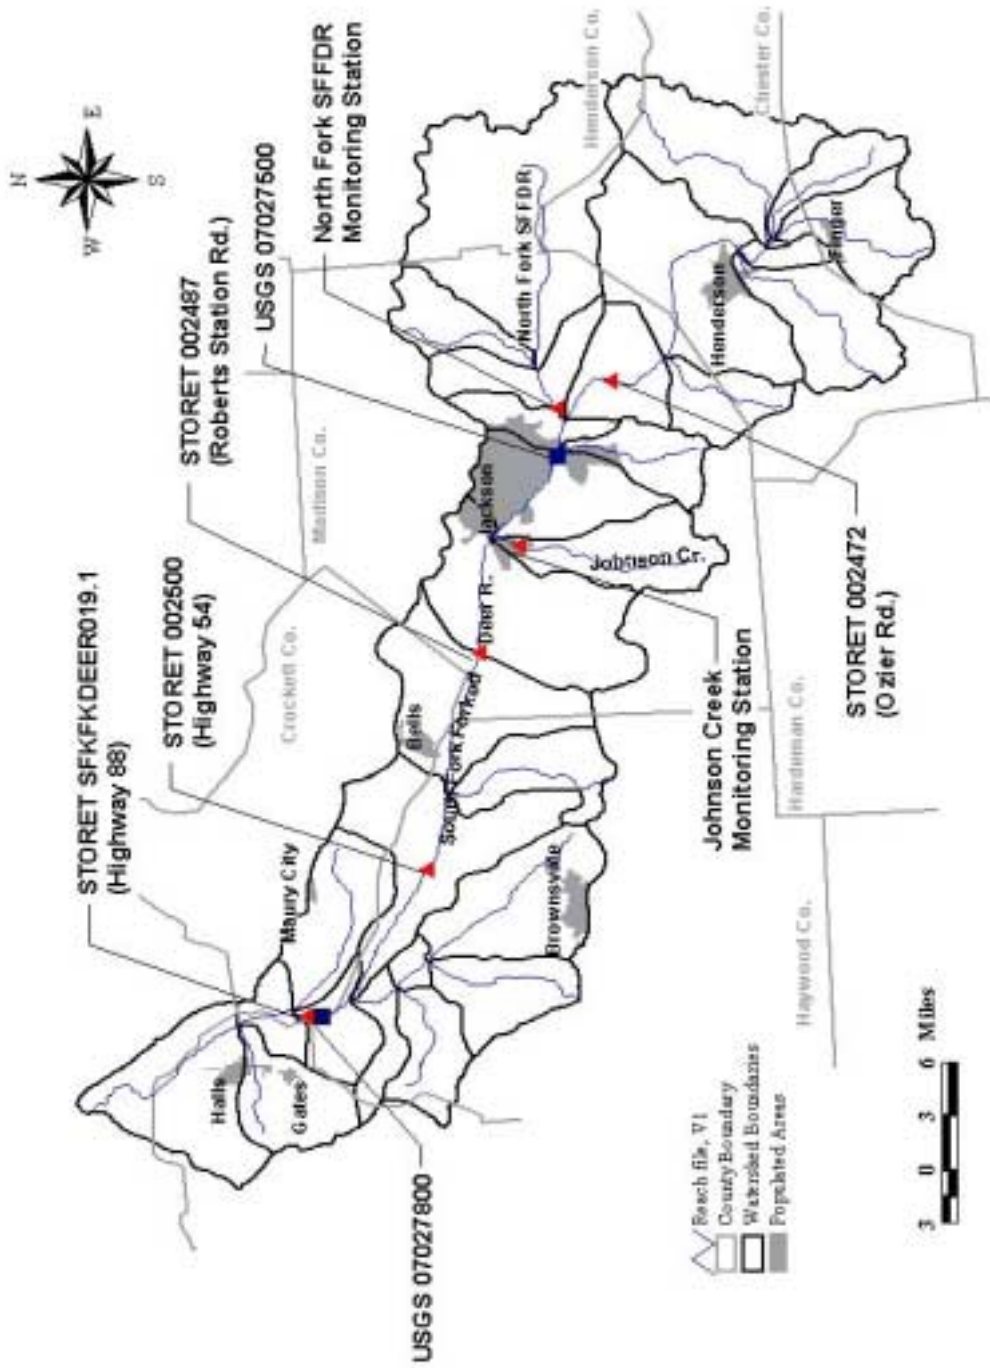 N
E
S
W
STORET SFKFKDEER019.1
(Highway 88)
STORET 002500
(Highway 54)
STORET 002487
(Roberts Station Rd.)
USGS 07027500
North Fork SFFDR
Monitoring Station
Crockett Co.
Madison Co.
Henderson Co.
Chester Co.
Halls
Gates
Maury City
Bells
Brownsville
South Fork Forked
Deer R.
Jackson
Johnson Cr.
North Fork SFFDR
Henderson
Finger
USGS 07027800
Johnson Creek
Monitoring Station
STORET 002472
(Ozier Rd.)
Haywood Co.
Hardeman Co.
Reach file, V1
County Boundary
Watershed Boundaries
Populated Areas
3 0 3 6 Miles